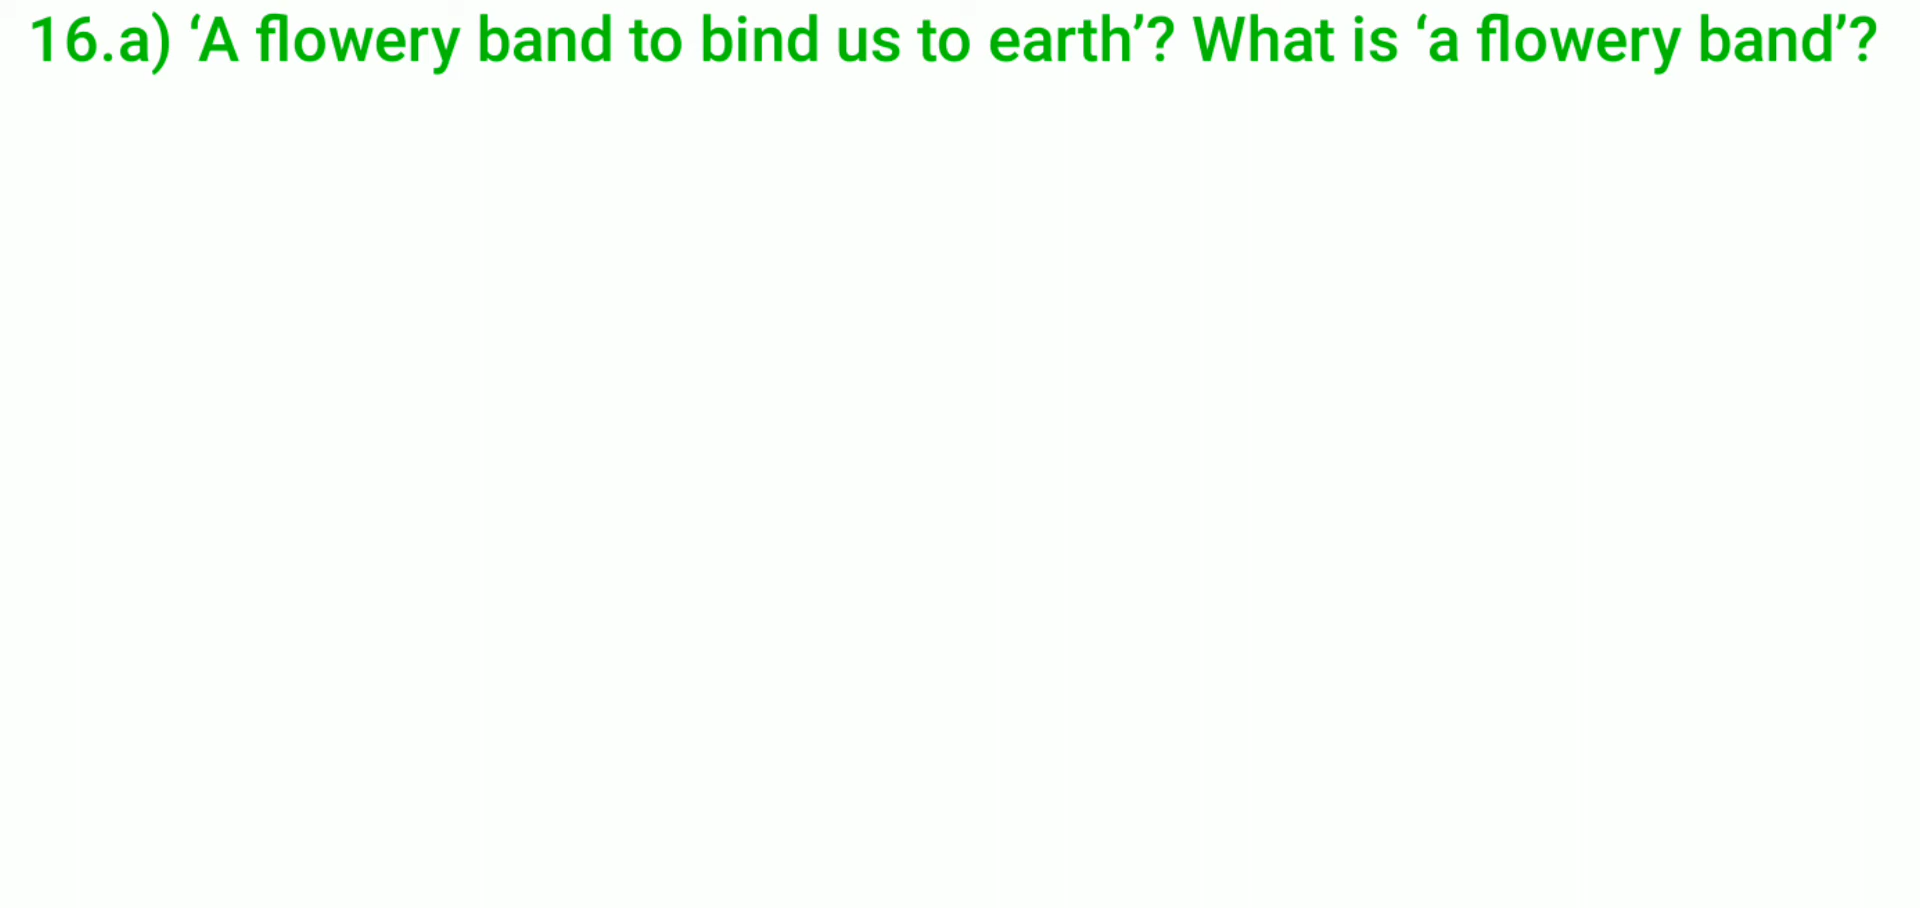 16.a) ‘A flowery band to bind us to earth’? What is ‘a flowery band’?